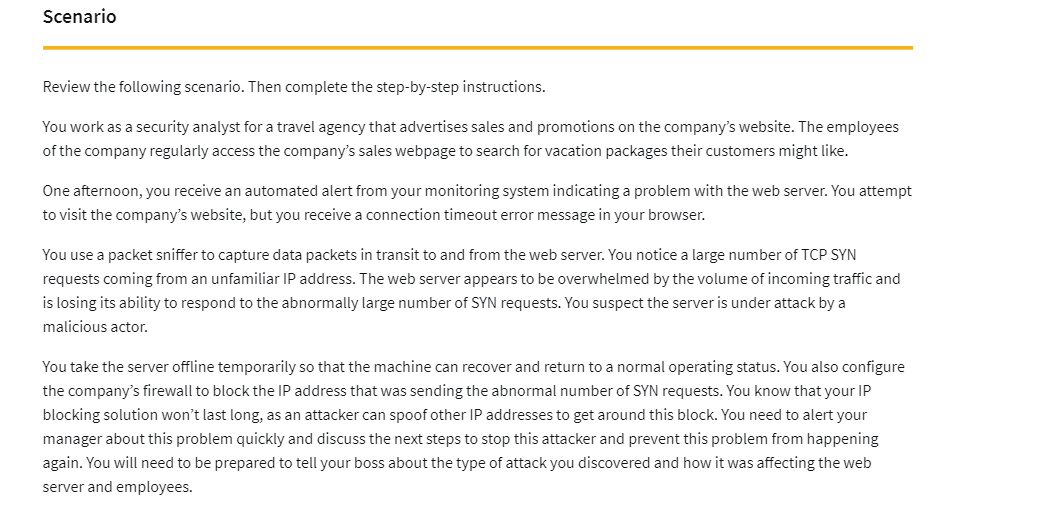 Scenario
Review the following scenario. Then complete the step-by-step instructions.
You work as a security analyst for a travel agency that advertises sales and promotions on the company’s website. The employees
of the company regularly access the company’s sales webpage to search for vacation packages their customers might like.
One afternoon, you receive an automated alert from your monitoring system indicating a problem with the web server. You attempt
to visit the company’s website, but you receive a connection timeout error message in your browser.
You use a packet sniffer to capture data packets in transit to and from the web server. You notice a large number of TCP SYN
requests coming from an unfamiliar IP address. The web server appears to be overwhelmed by the volume of incoming traffic and
is losing its ability to respond to the abnormally large number of SYN requests. You suspect the server is under attack by a
malicious actor.
You take the server offline temporarily so that the machine can recover and return to a normal operating status. You also configure
the company’s firewall to block the IP address that was sending the abnormal number of SYN requests. You know that your IP
blocking solution won’t last long, as an attacker can spoof other IP addresses to get around this block. You need to alert your
manager about this problem quickly and discuss the next steps to stop this attacker and prevent this problem from happening
again. You will need to be prepared to tell your boss about the type of attack you discovered and how it was affecting the web
server and employees.